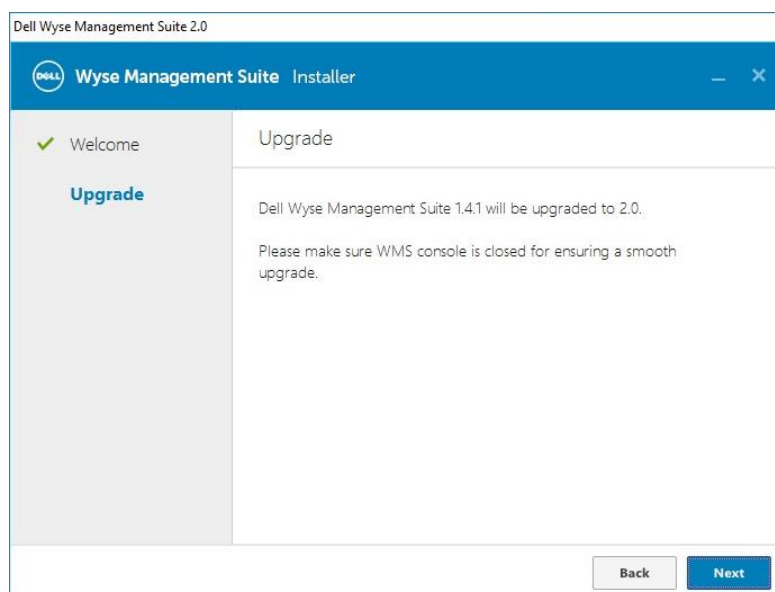 Dell Wyse Management Suite 2.0
DELL Wyse Management Suite Installer
Welcome
Upgrade
Upgrade
Dell Wyse Management Suite 1.4.1 will be upgraded to 2.0.
Please make sure WMS console is closed for ensuring a smooth
upgrade.
Back Next